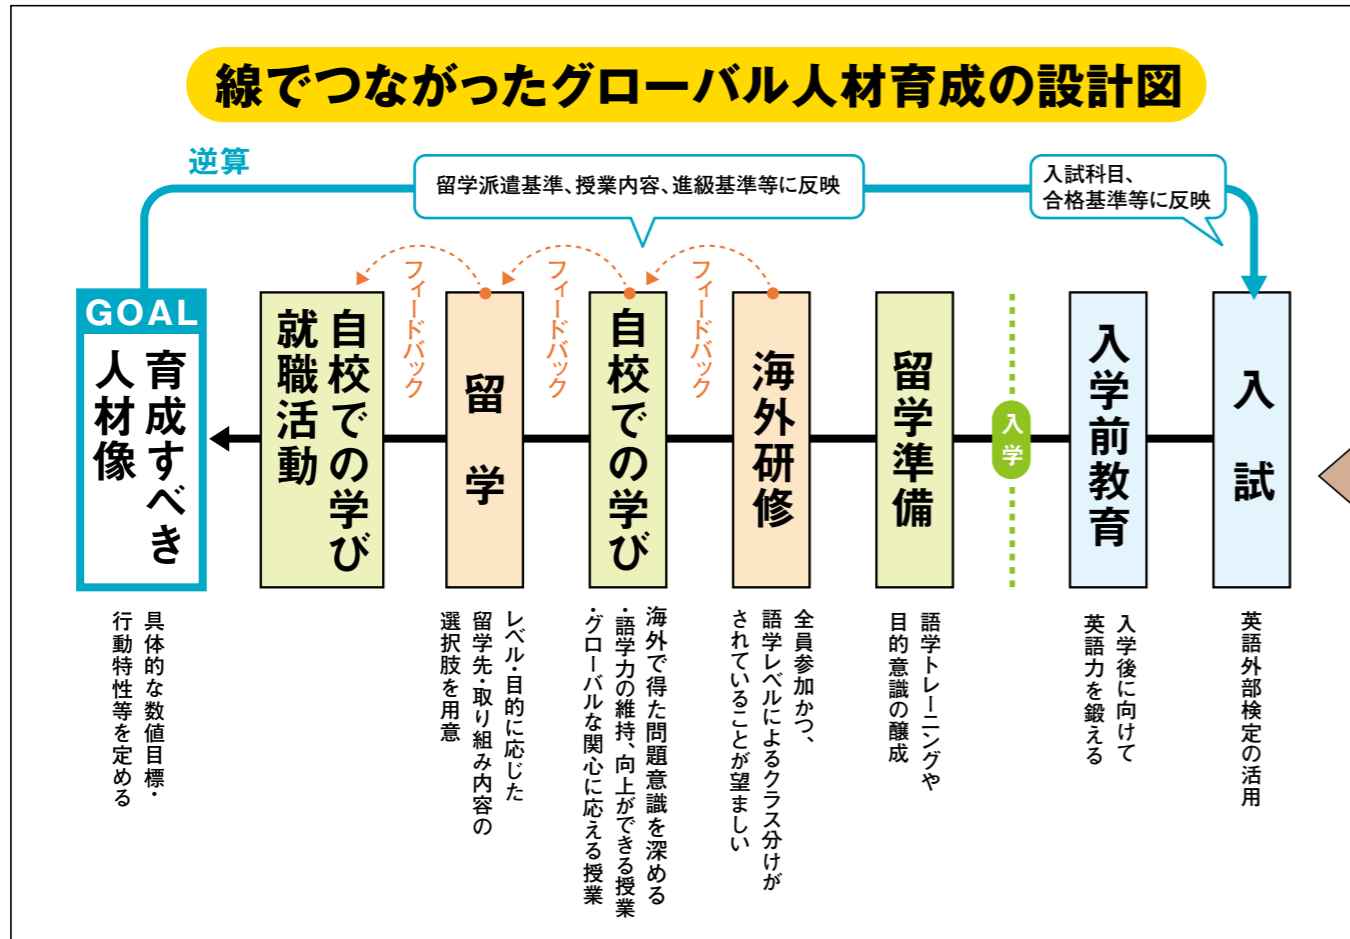 線でつながったグローバル人材育成の設計図
逆算
留学派遣基準、授業内容、進級基準等に反映
入試科目、
合格基準等に反映
フィードバック
フィードバック
フィードバック
入試
英語外部検定の活用
入学前教育
入学後に向けて
英語力を鍛える
入学
留学準備
語学トレーニングや
目的意識の醸成
海外研修
全員参加かつ、
語学レベルによるクラス分けが
されていることが望ましい
自校での学び
海外で得た問題意識を深める
・語学力の維持、向上ができる授業
・グローバルな関心に応える授業
留学
レベル・目的に応じた
留学先・取り組み内容の
選択肢を用意
自校での学び
就職活動
GOAL
育成すべき
人材像
具体的な数値目標・
行動特性等を定める